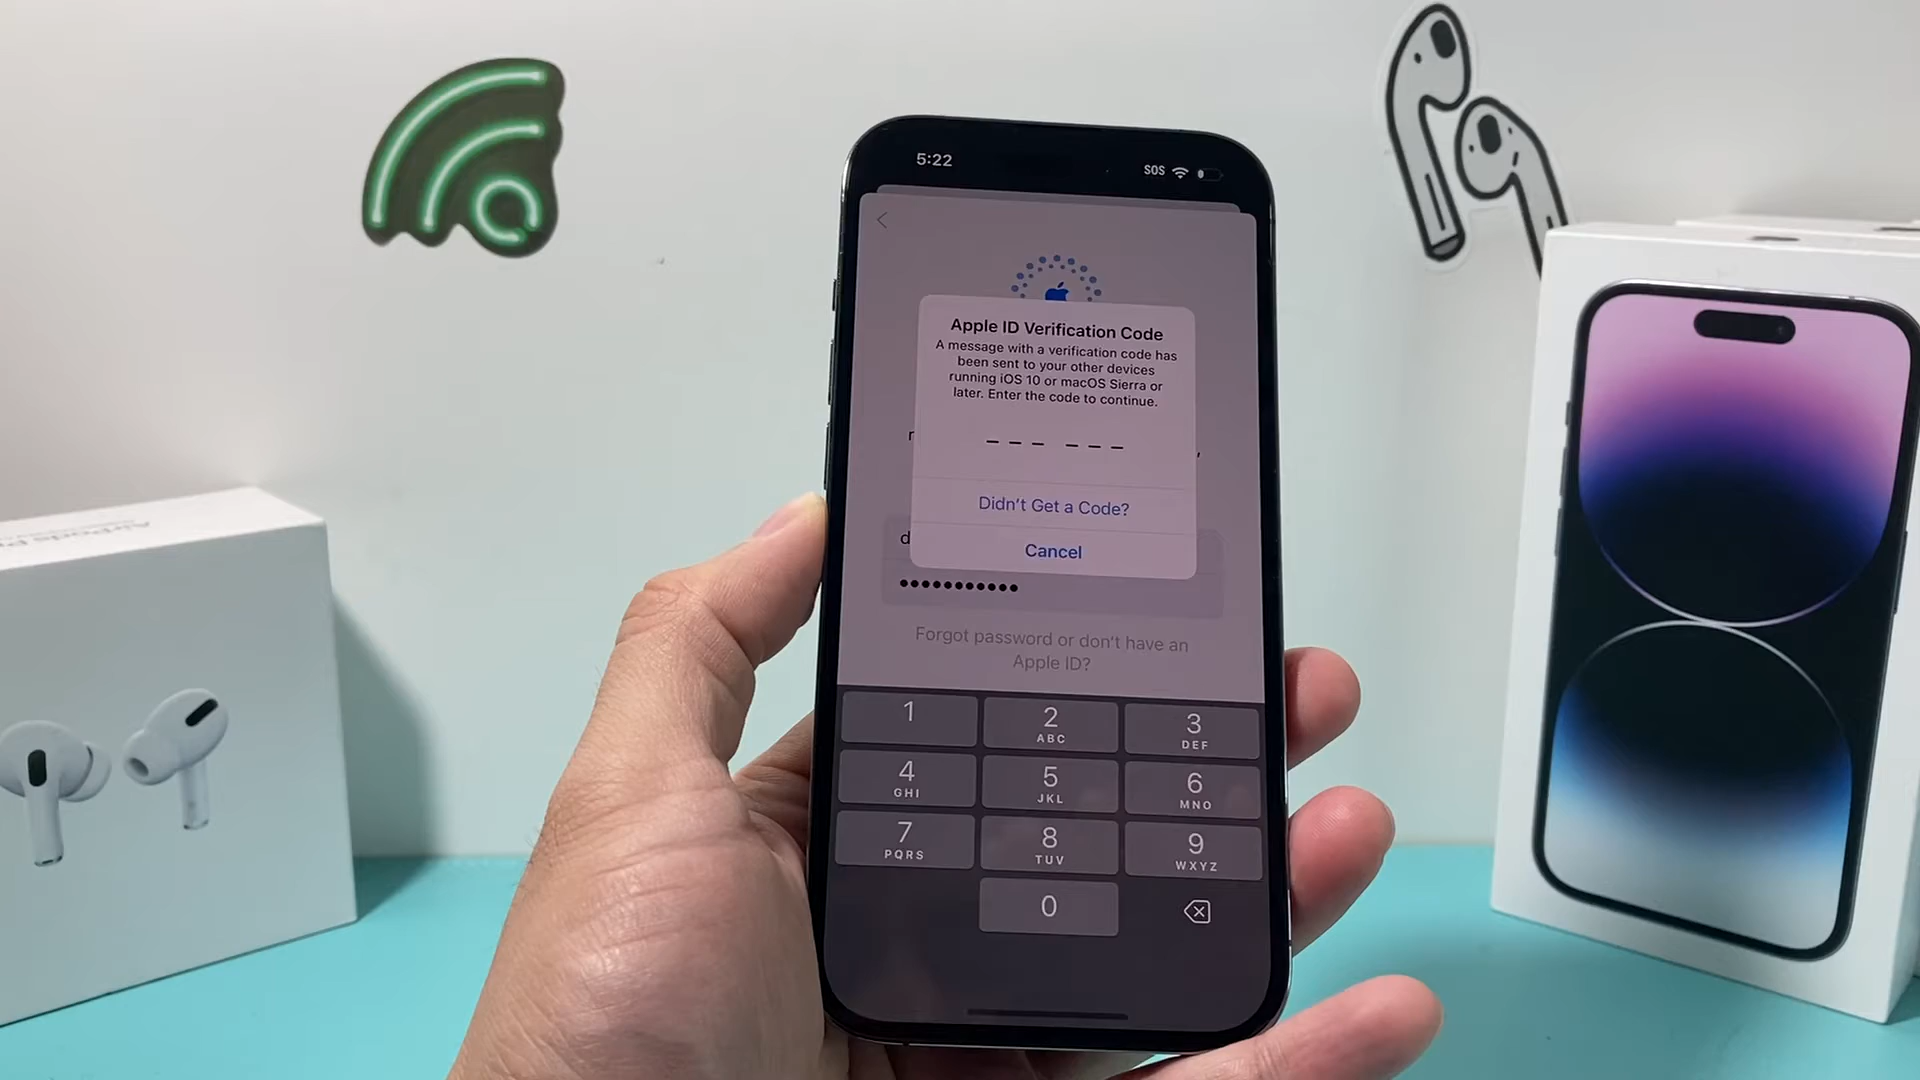 5:22
SOS
Apple ID Verification Code
A message with a verification code has
been sent to your other devices
running iOS 10 or macOS Sierra or
later. Enter the code to continue.
Didn't Get a Code?
Cancel
d
Forgot password or don't have an
Apple ID?
1
2
ABC
3
DEF
4
GHI
5
JKL
6
MNO
7
PQRS
8
TUV
9
WXYZ
0
AirPods